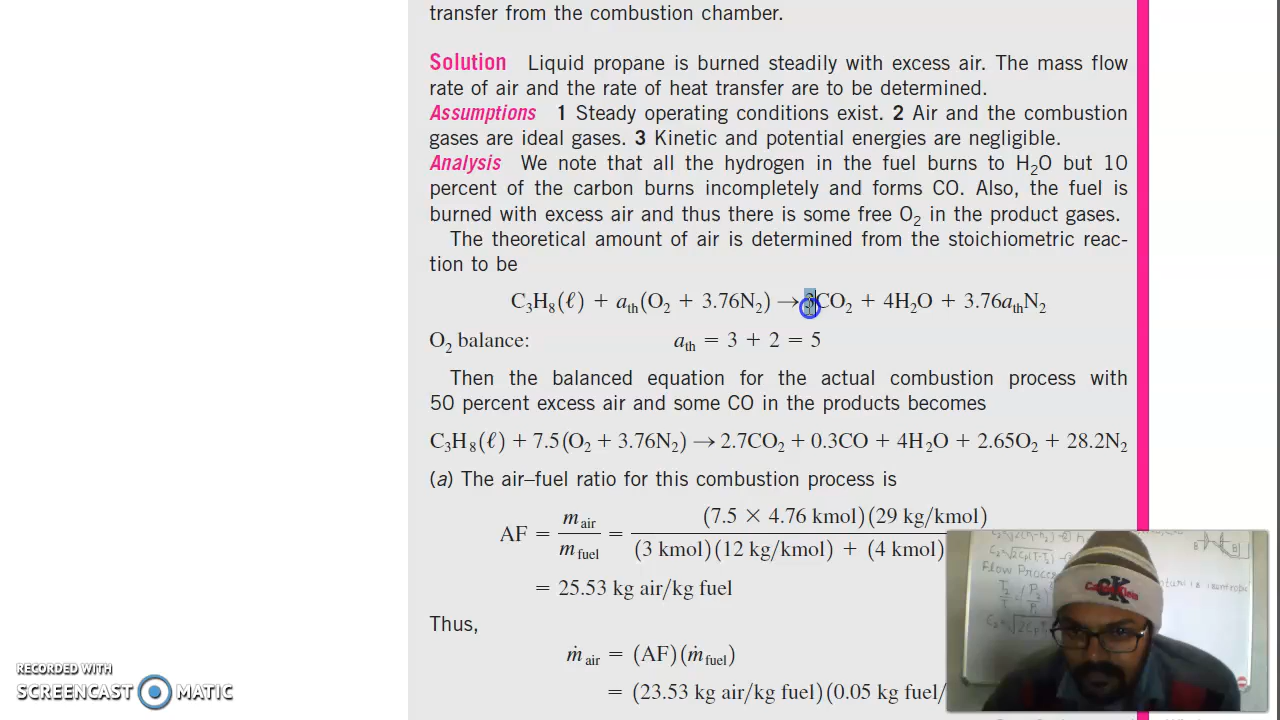 transfer from the combustion chamber.
Solution Liquid propane is burned steadily with excess air. The mass flow
rate of air and the rate of heat transfer are to be determined.
Assumptions 1 Steady operating conditions exist. 2 Air and the combustion
gases are ideal gases. 3 Kinetic and potential energies are negligible.
Analysis We note that all the hydrogen in the fuel burns to H₂O but 10
percent of the carbon burns incompletely and forms CO. Also, the fuel is
burned with excess air and thus there is some free O₂ in the product gases.
The theoretical amount of air is determined from the stoichiometric reac-
tion to be
C₃H₈(ℓ) + a_th(O₂ + 3.76N₂) → 3CO₂ + 4H₂O + 3.76a_thN₂
O₂ balance: a_th = 3 + 2 = 5
Then the balanced equation for the actual combustion process with
50 percent excess air and some CO in the products becomes
C₃H₈(ℓ) + 7.5(O₂ + 3.76N₂) → 2.7CO₂ + 0.3CO + 4H₂O + 2.65O₂ + 28.2N₂
(a) The air–fuel ratio for this combustion process is
AF = m_air / m_fuel = (7.5 × 4.76 kmol)(29 kg/kmol) / (3 kmol)(12 kg/kmol) + (4 kmol)
= 25.53 kg air/kg fuel
Thus,
ṁ_air = (AF)(ṁ_fuel)
= (23.53 kg air/kg fuel)(0.05 kg fuel/
RECORDED WITH
SCREENCAST MATIC
Flow Process
CK